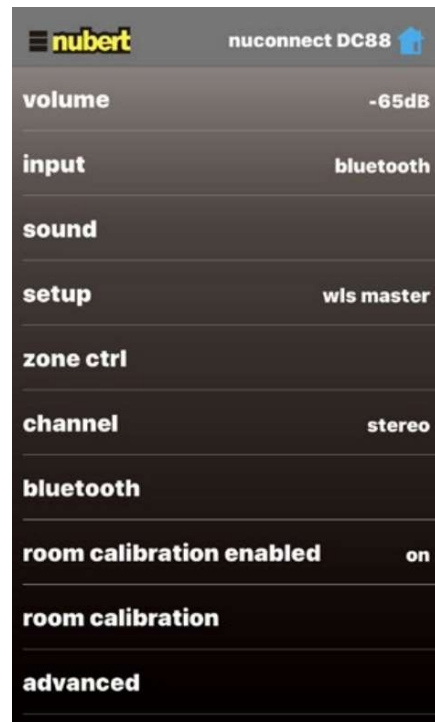 nubert nuconnect DC88
volume -65dB
input bluetooth
sound
setup wls master
zone ctrl
channel stereo
bluetooth
room calibration enabled on
room calibration
advanced